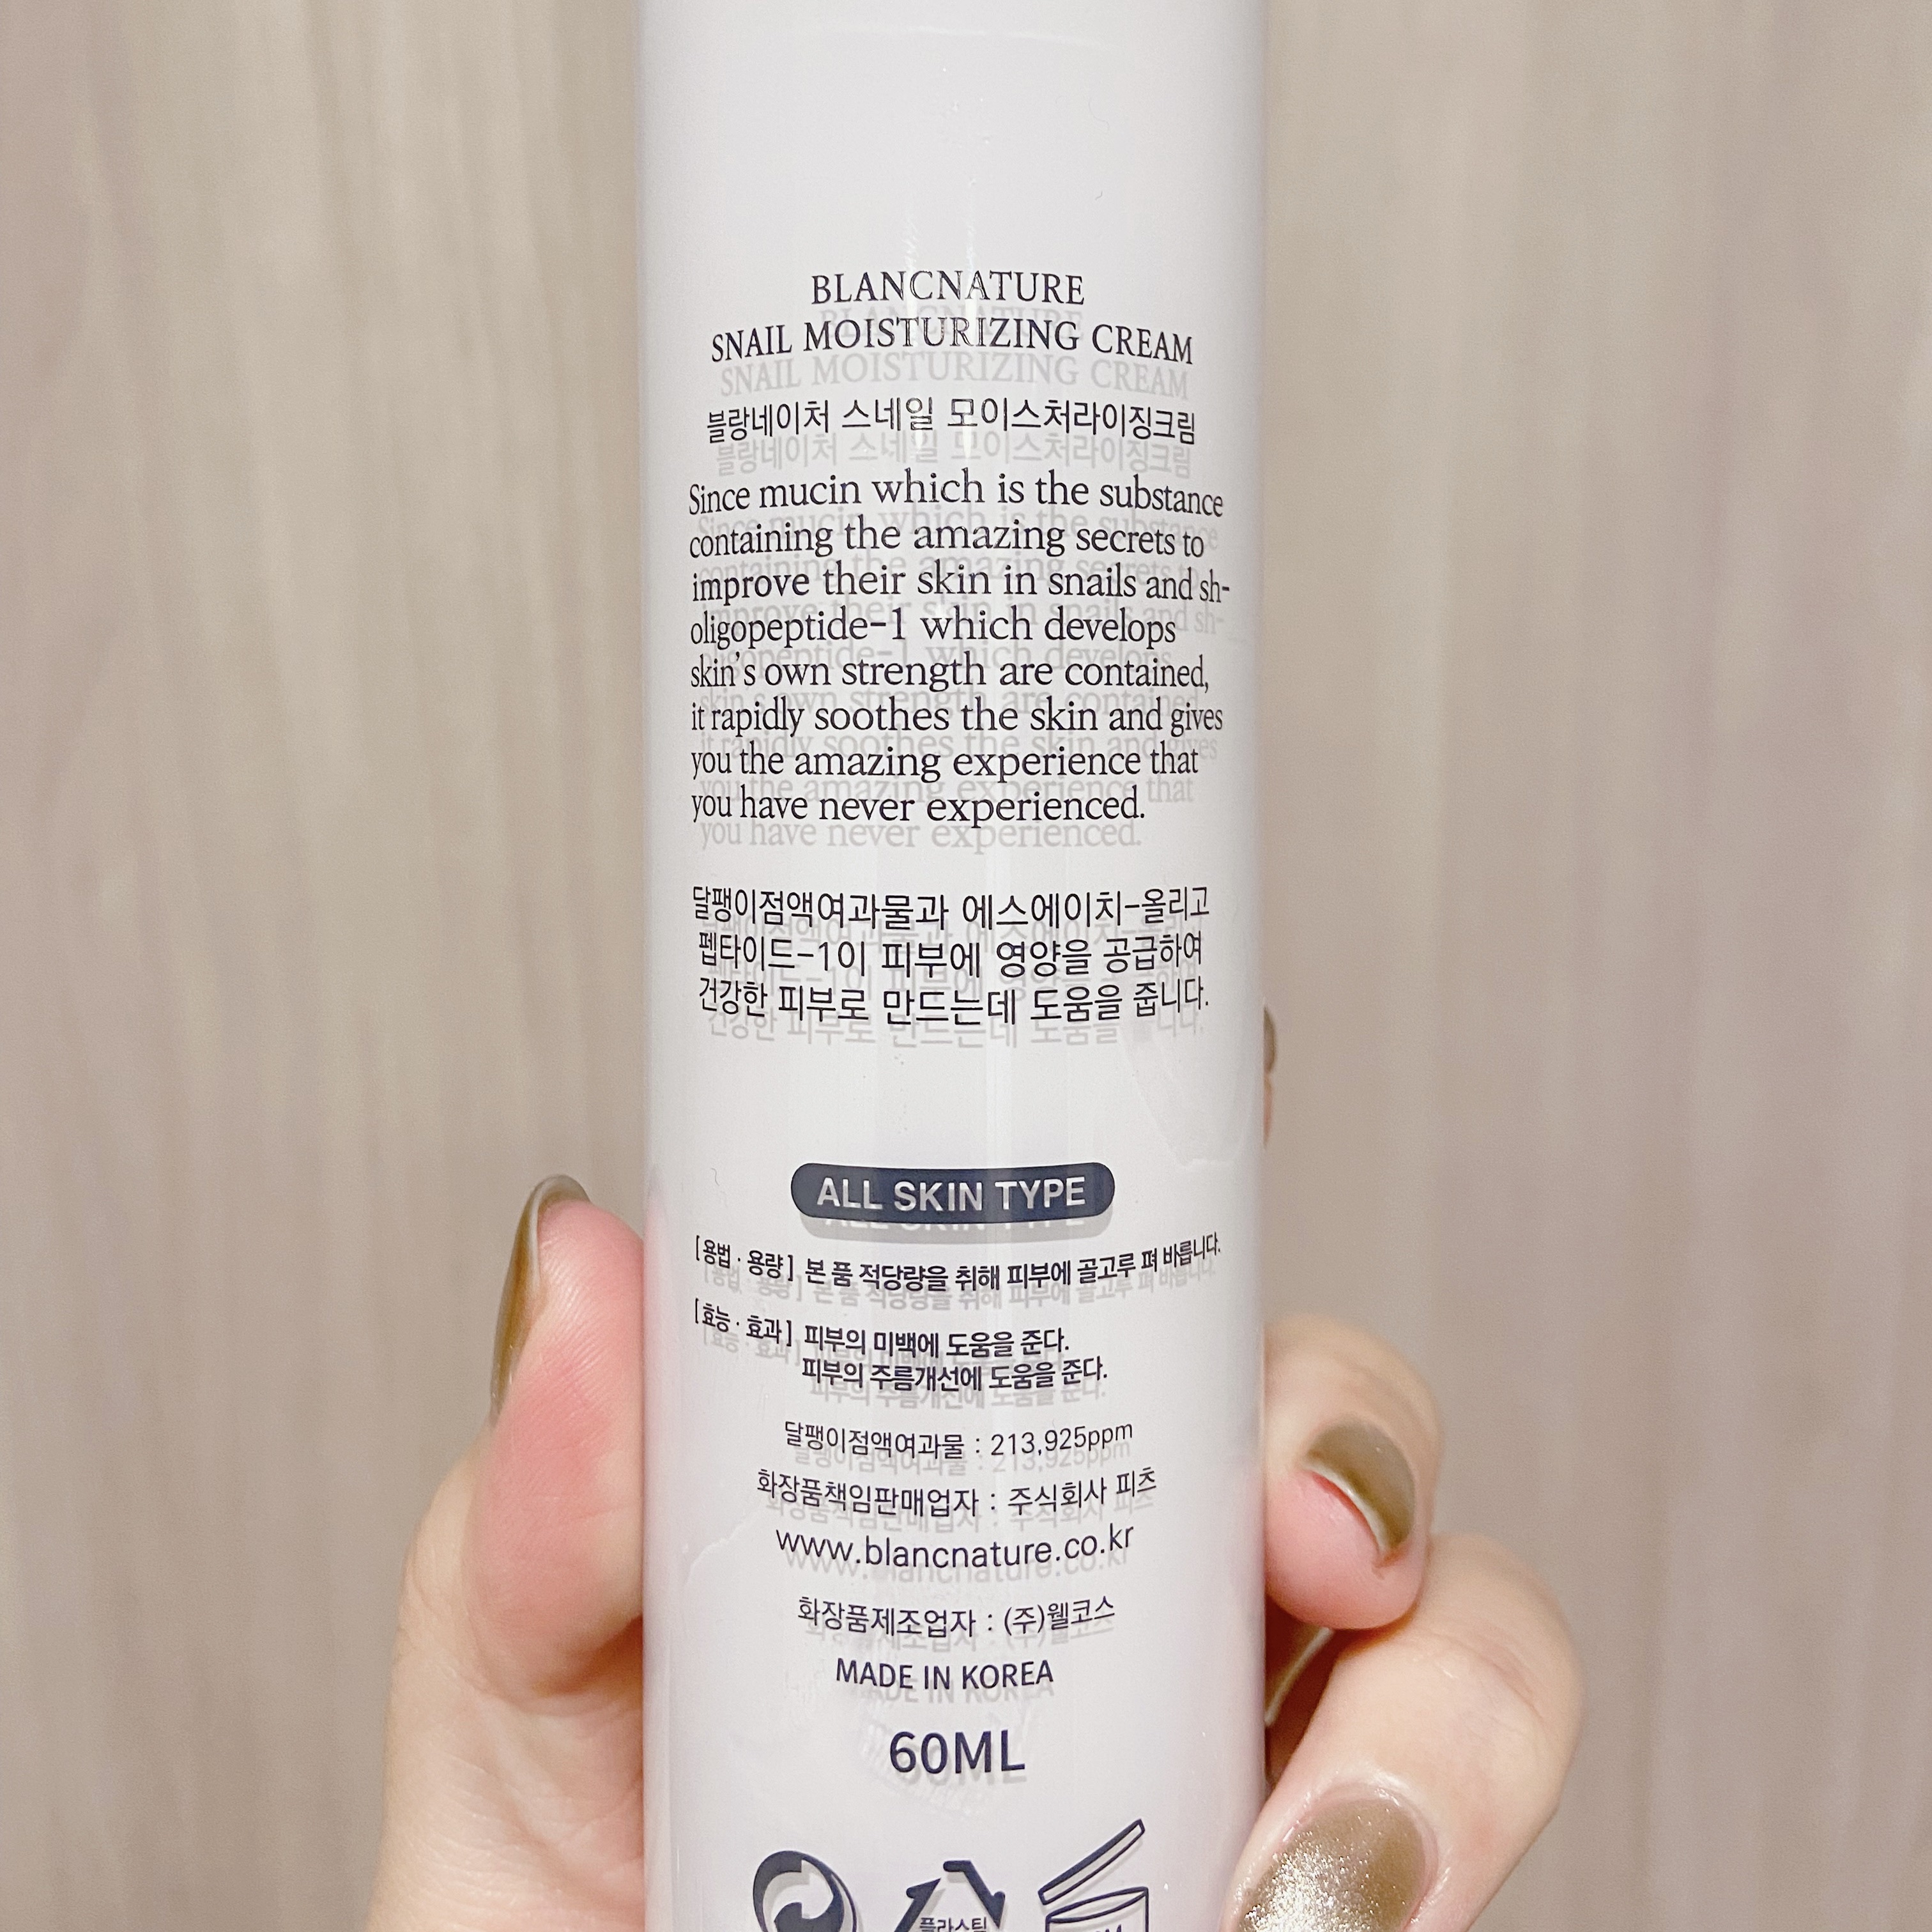 BLANCNATURE
SNAIL MOISTURIZING CREAM
블랑네이처 스네일 모이스처라이징크림
Since mucin which is the substance
containing the amazing secrets to
improve their skin in snails and sh-
oligopeptide-1 which develops
skin's own strength are contained,
it rapidly soothes the skin and gives
you the amazing experience that
you have never experienced.
달팽이점액여과물과 에스에이치-올리고
펩타이드-1이 피부에 영양을 공급하여
건강한 피부로 만드는데 도움을 줍니다.
ALL SKIN TYPE
[용법·용량] 본 품 적당량을 취해 피부에 골고루 펴 바릅니다.
[효능·효과] 피부의 미백에 도움을 준다.
피부의 주름개선에 도움을 준다.
달팽이점액여과물 : 213,925ppm
화장품책임판매업자 : 주식회사 피츠
www.blancnature.co.kr
화장품제조업자 : (주)웰코스
MADE IN KOREA
60ML
플라스틱